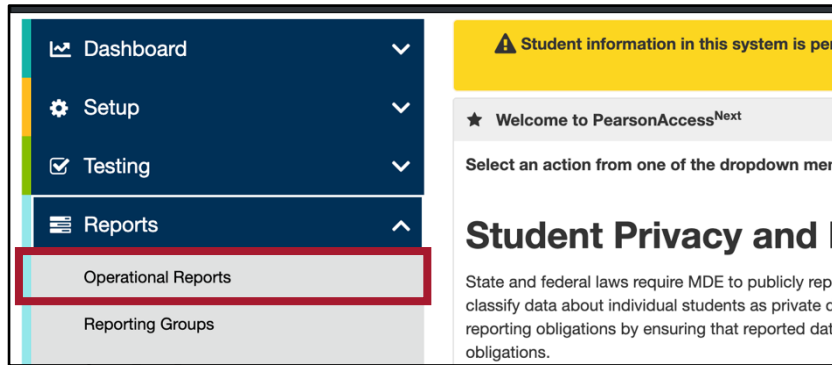 Dashboard
Setup
Testing
Reports
Operational Reports
Reporting Groups
Student information in this system is
Welcome to PearsonAccessNext
Select an action from one of the dropdown
Student Privacy and
State and federal laws require MDE to publicly
classify data about individual students as private
reporting obligations by ensuring that reported
obligations.